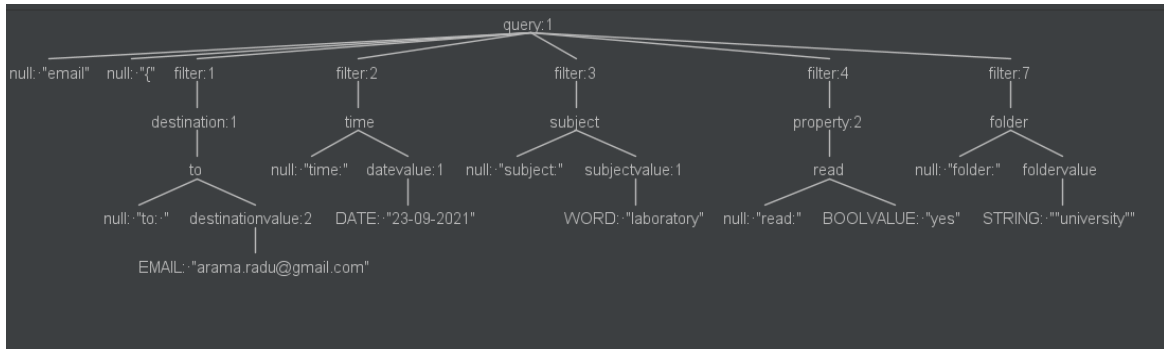 query:1
null:·"email" null:·"{" filter:1 filter:2 filter:3 filter:4 filter:7
destination:1 time subject property:2 folder
to null:·"time:" datevalue:1 null:·"subject:" subjectvalue:1 read null:·"folder:" foldervalue
null:·"to:·" destinationvalue:2 DATE:·"23-09-2021" WORD:·"laboratory" null:·"read:" BOOLVALUE:·"yes" STRING:·""university""
EMAIL:·"arama.radu@gmail.com"